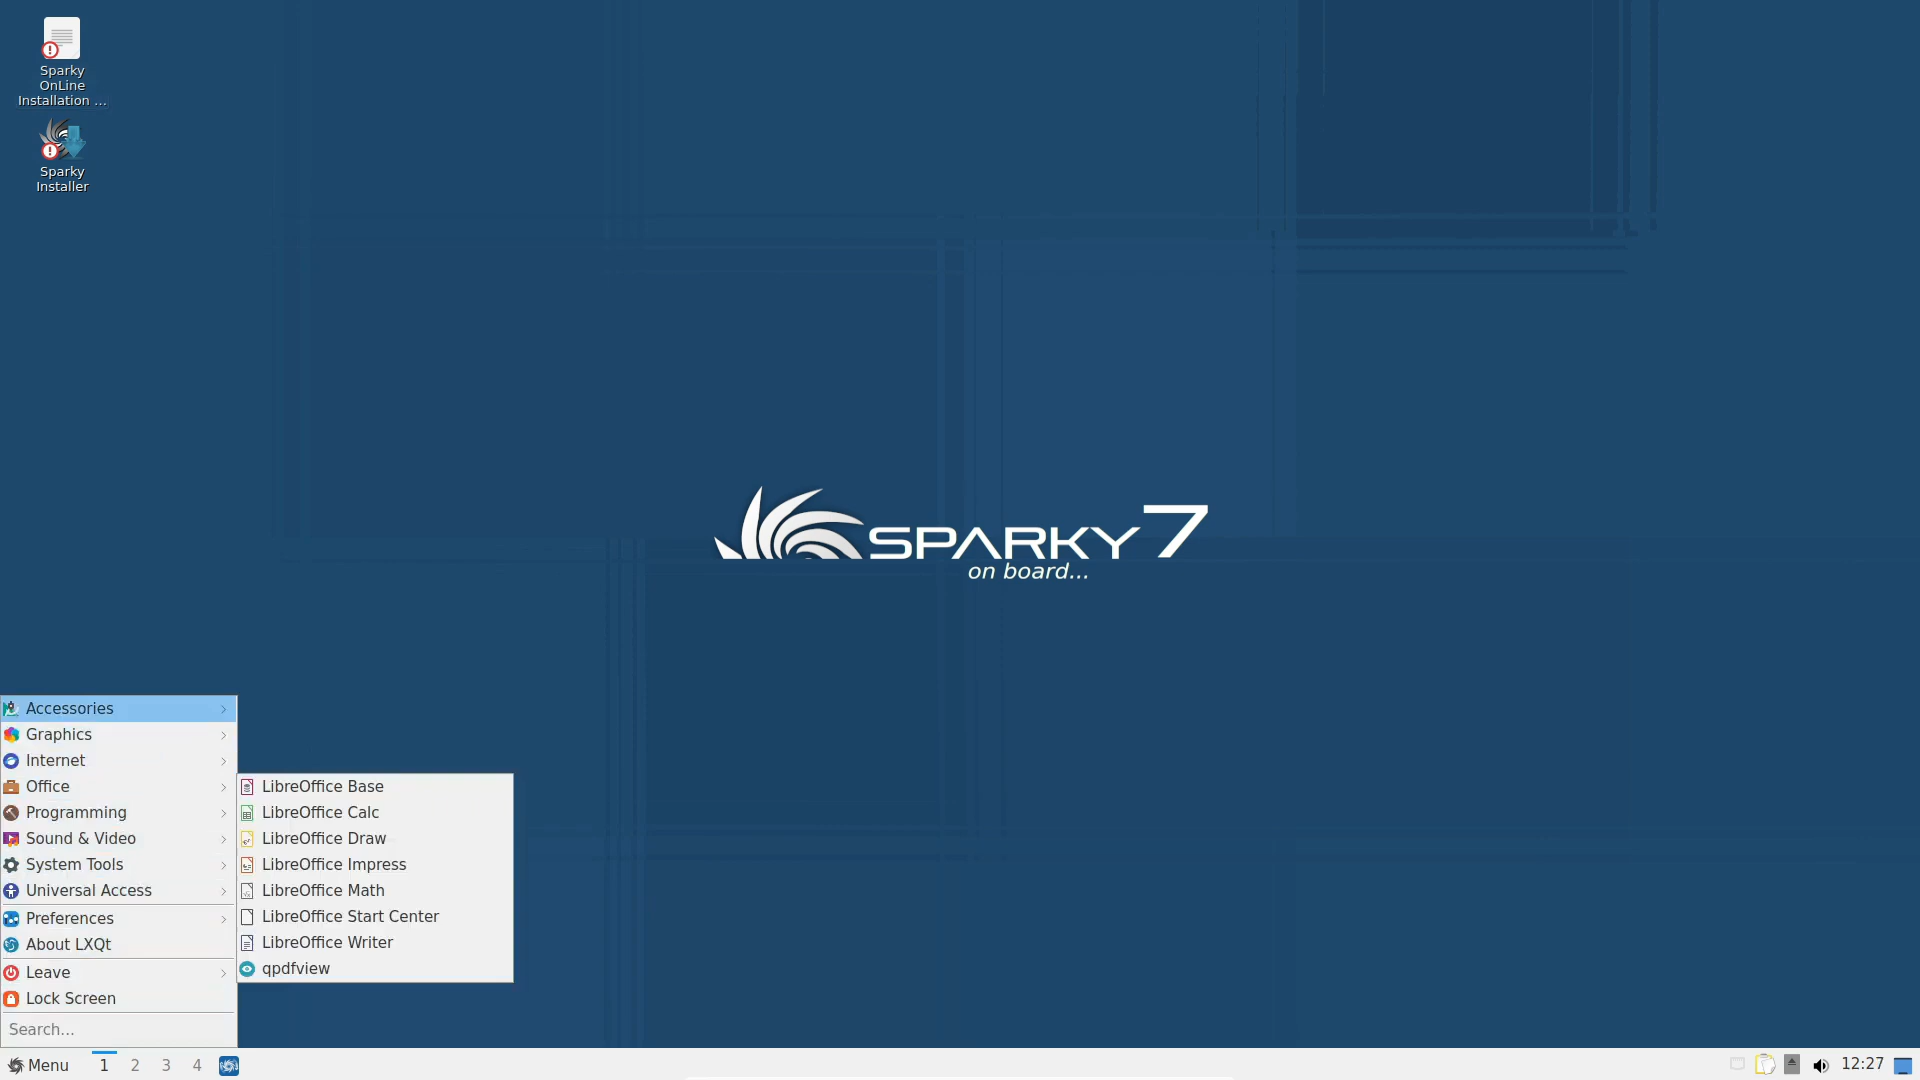 Sparky
OnLine
Installation ...
Sparky
Installer
SPARKY 7
on board...
Accessories
Graphics
Internet
Office
Programming
Sound & Video
System Tools
Universal Access
Preferences
About LXQt
Leave
Lock Screen
Search...
LibreOffice Base
LibreOffice Calc
LibreOffice Draw
LibreOffice Impress
LibreOffice Math
LibreOffice Start Center
LibreOffice Writer
qpdfview
Menu 1 2 3 4 12:27